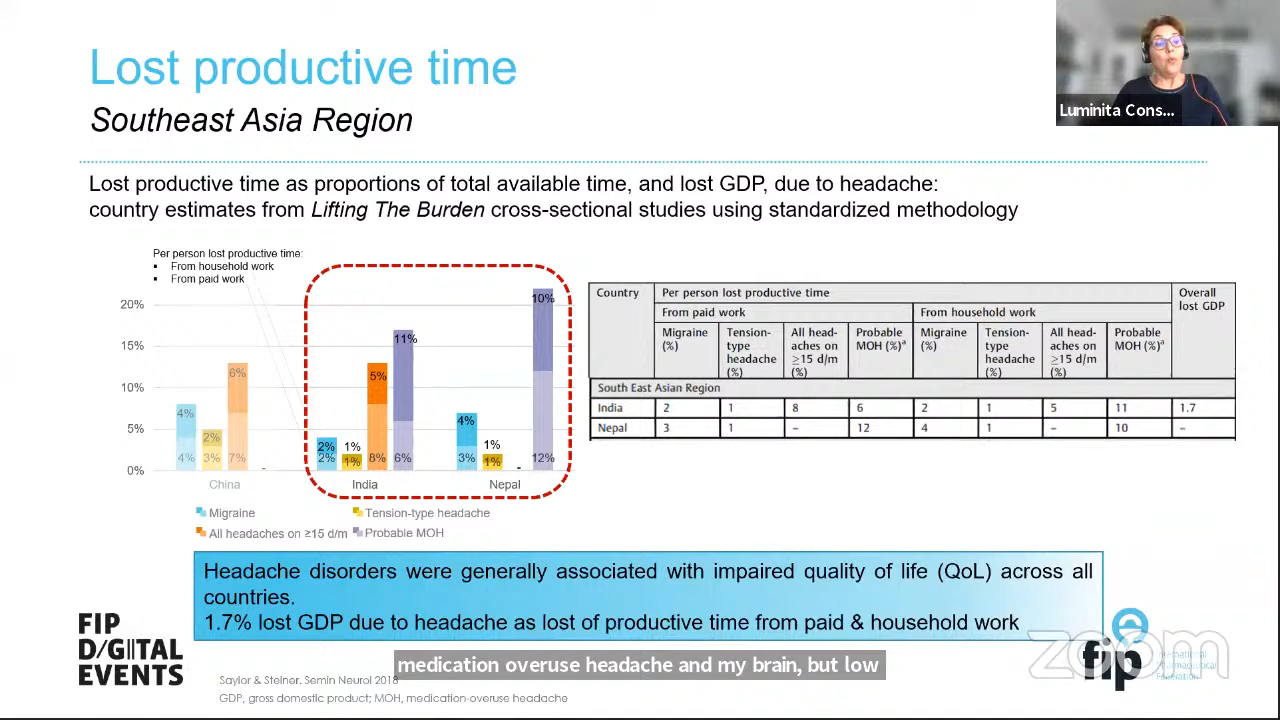 Lost productive time
Southeast Asia Region
Luminita Cons...
Lost productive time as proportions of total available time, and lost GDP, due to headache:
country estimates from Lifting The Burden cross-sectional studies using standardized methodology
Per person lost productive time:
▪ From household work
▪ From paid work
20%
15%
10%
5%
0%
4%
4%
2%
3%
6%
7%
China
2%
2%
1%
1%
5%
8%
11%
6%
India
4%
3%
1%
1%
10%
12%
Nepal
Migraine
Tension-type headache
All headaches on ≥15 d/m
Probable MOH
Country Per person lost productive time Overall lost GDP
From paid work From household work
Migraine (%) Tension-type headache (%) All head-aches on ≥15 d/m (%) Probable MOH (%)ᵃ Migraine (%) Tension-type headache (%) All head-aches on ≥15 d/m (%) Probable MOH (%)ᵃ
South East Asian Region
India 2 1 8 6 2 1 5 11 1.7
Nepal 3 1 – 12 4 1 – 10 –
Headache disorders were generally associated with impaired quality of life (QoL) across all
countries.
1.7% lost GDP due to headache as lost of productive time from paid & household work
FIP
DIGITAL
EVENTS
medication overuse headache and my brain, but low
Saylor & Steiner. Semin Neurol 2018
GDP, gross domestic product; MOH, medication-overuse headache
zoom
fip
International
Pharmaceutical
Federation